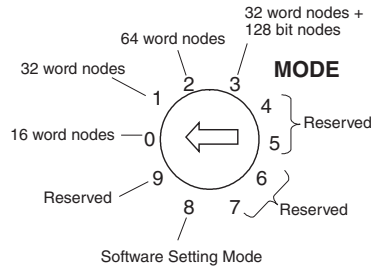 32 word nodes +
128 bit nodes
64 word nodes
MODE
32 word nodes
2
3
1
4
Reserved
16 word nodes
0
5
9
6
Reserved
8
7
Reserved
Software Setting Mode